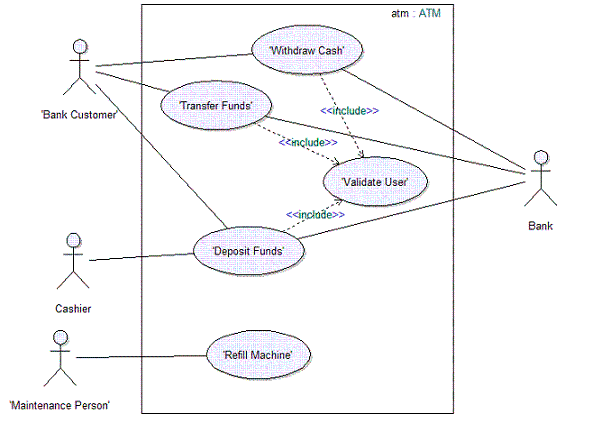 atm : ATM
'Withdraw Cash'
'Bank Customer'
'Transfer Funds'
<<include>>
<<include>>
'Validate User'
<<include>>
Bank
'Deposit Funds'
Cashier
'Refill Machine'
'Maintenance Person'